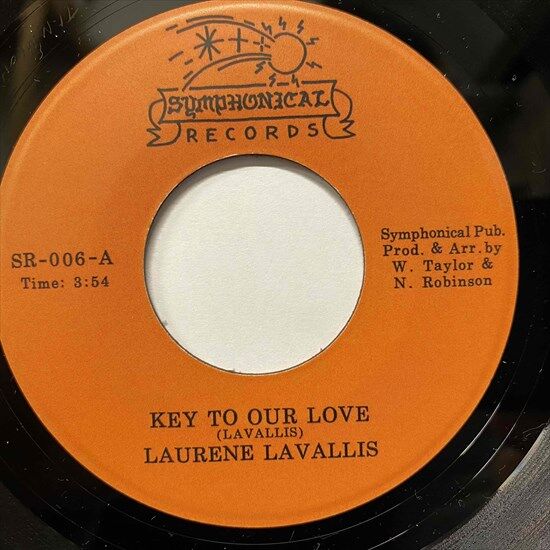 SYMPHONICAL
RECORDS
SR-006-A
Time: 3:54
Symphonical Pub.
Prod. & Arr. by
W. Taylor &
N. Robinson
KEY TO OUR LOVE
(LAVALLIS)
LAURENE LAVALLIS